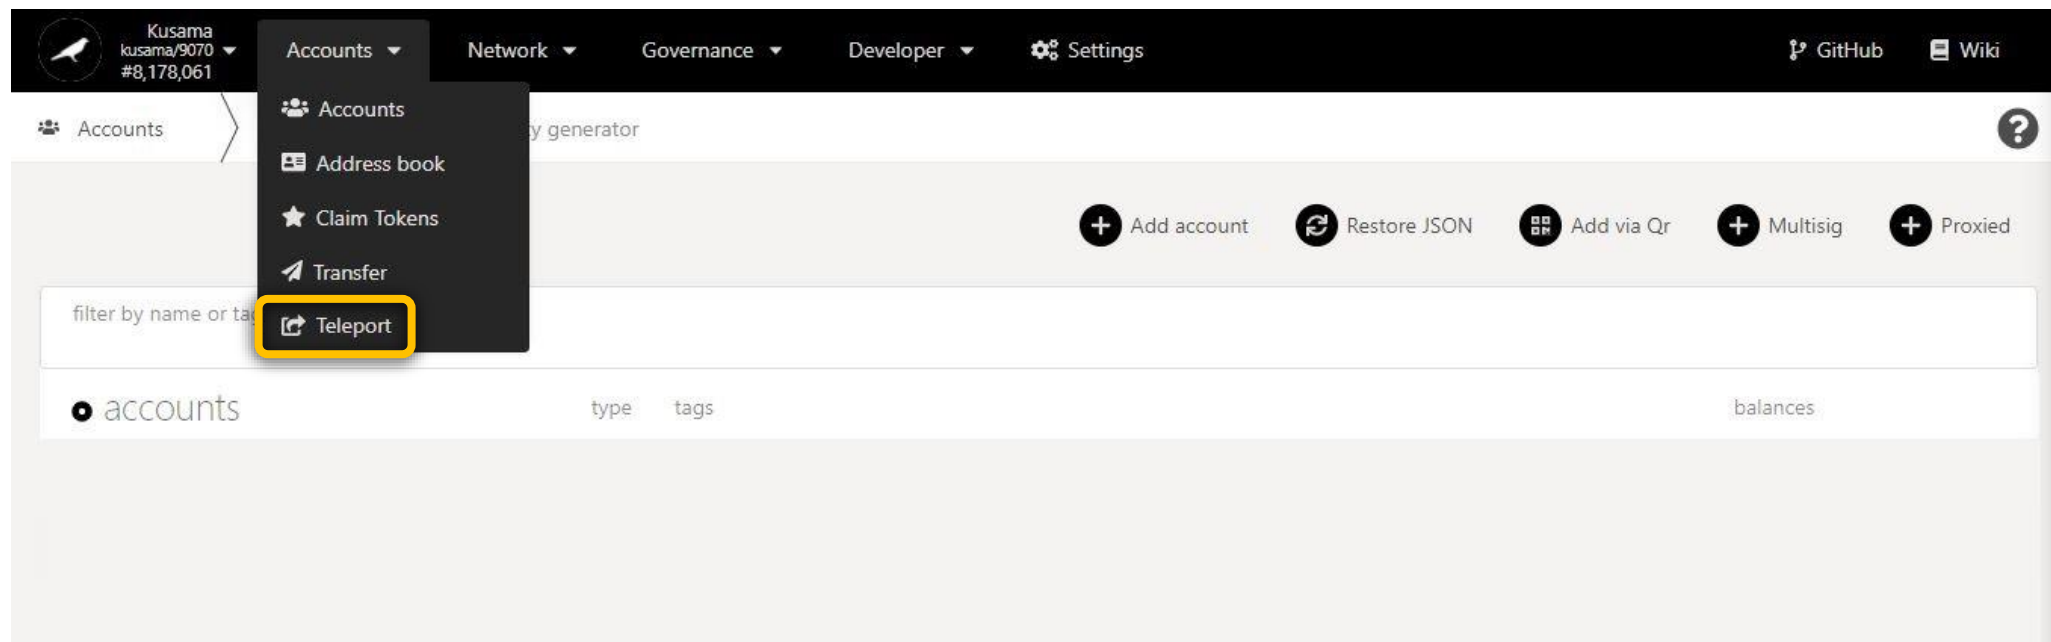 Kusama
kusama/9070
#8,178,061
Accounts
Network
Governance
Developer
Settings
GitHub
Wiki
Accounts
generator
Accounts
Address book
Claim Tokens
Transfer
Teleport
Add account
Restore JSON
Add via Qr
Multisig
Proxied
filter by name or
accounts
type
tags
balances